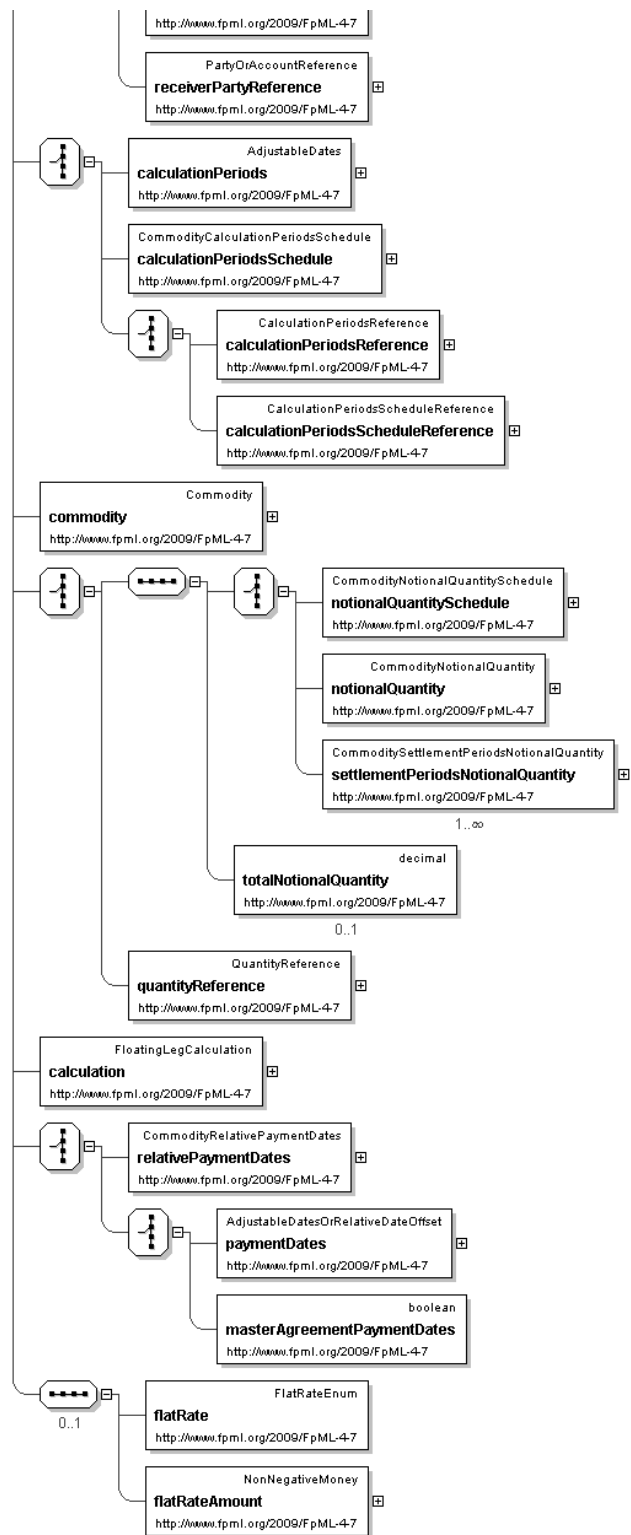 http://www.fpml.org/2009/FpML-4-7
PartyOrAccountReference
receiverPartyReference
http://www.fpml.org/2009/FpML-4-7
AdjustableDates
calculationPeriods
http://www.fpml.org/2009/FpML-4-7
CommodityCalculationPeriodsSchedule
calculationPeriodsSchedule
http://www.fpml.org/2009/FpML-4-7
CalculationPeriodsReference
calculationPeriodsReference
http://www.fpml.org/2009/FpML-4-7
CalculationPeriodsScheduleReference
calculationPeriodsScheduleReference
http://www.fpml.org/2009/FpML-4-7
Commodity
commodity
http://www.fpml.org/2009/FpML-4-7
CommodityNotionalQuantitySchedule
notionalQuantitySchedule
http://www.fpml.org/2009/FpML-4-7
CommodityNotionalQuantity
notionalQuantity
http://www.fpml.org/2009/FpML-4-7
CommoditySettlementPeriodsNotionalQuantity
settlementPeriodsNotionalQuantity
http://www.fpml.org/2009/FpML-4-7
1..∞
decimal
totalNotionalQuantity
http://www.fpml.org/2009/FpML-4-7
0..1
QuantityReference
quantityReference
http://www.fpml.org/2009/FpML-4-7
FloatingLegCalculation
calculation
http://www.fpml.org/2009/FpML-4-7
CommodityRelativePaymentDates
relativePaymentDates
http://www.fpml.org/2009/FpML-4-7
AdjustableDatesOrRelativeDateOffset
paymentDates
http://www.fpml.org/2009/FpML-4-7
boolean
masterAgreementPaymentDates
http://www.fpml.org/2009/FpML-4-7
0..1
FlatRateEnum
flatRate
http://www.fpml.org/2009/FpML-4-7
NonNegativeMoney
flatRateAmount
http://www.fpml.org/2009/FpML-4-7